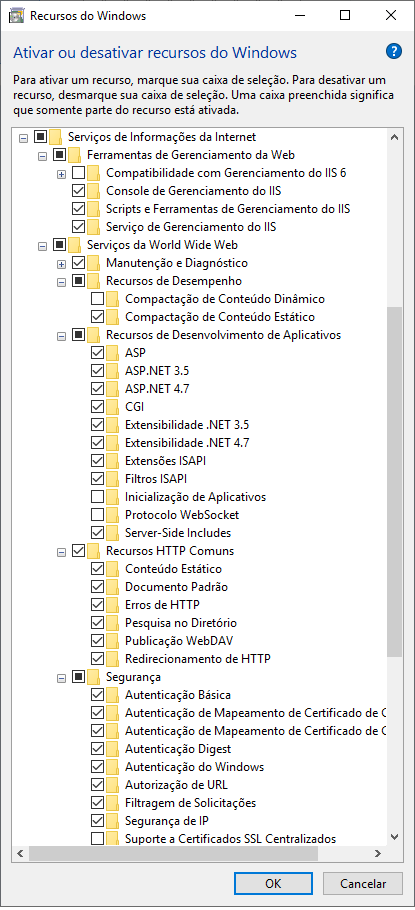 Recursos do Windows
Ativar ou desativar recursos do Windows
Para ativar um recurso, marque sua caixa de seleção. Para desativar um
recurso, desmarque sua caixa de seleção. Uma caixa preenchida significa
que somente parte do recurso está ativada.
Serviços de Informações da Internet
Ferramentas de Gerenciamento da Web
Compatibilidade com Gerenciamento do IIS 6
Console de Gerenciamento do IIS
Scripts e Ferramentas de Gerenciamento do IIS
Serviço de Gerenciamento do IIS
Serviços da World Wide Web
Manutenção e Diagnóstico
Recursos de Desempenho
Compactação de Conteúdo Dinâmico
Compactação de Conteúdo Estático
Recursos de Desenvolvimento de Aplicativos
ASP
ASP.NET 3.5
ASP.NET 4.7
CGI
Extensibilidade .NET 3.5
Extensibilidade .NET 4.7
Extensões ISAPI
Filtros ISAPI
Inicialização de Aplicativos
Protocolo WebSocket
Server-Side Includes
Recursos HTTP Comuns
Conteúdo Estático
Documento Padrão
Erros de HTTP
Pesquisa no Diretório
Publicação WebDAV
Redirecionamento de HTTP
Segurança
Autenticação Básica
Autenticação de Mapeamento de Certificado de C
Autenticação de Mapeamento de Certificado de C
Autenticação Digest
Autenticação do Windows
Autorização de URL
Filtragem de Solicitações
Segurança de IP
Suporte a Certificados SSL Centralizados
OK
Cancelar